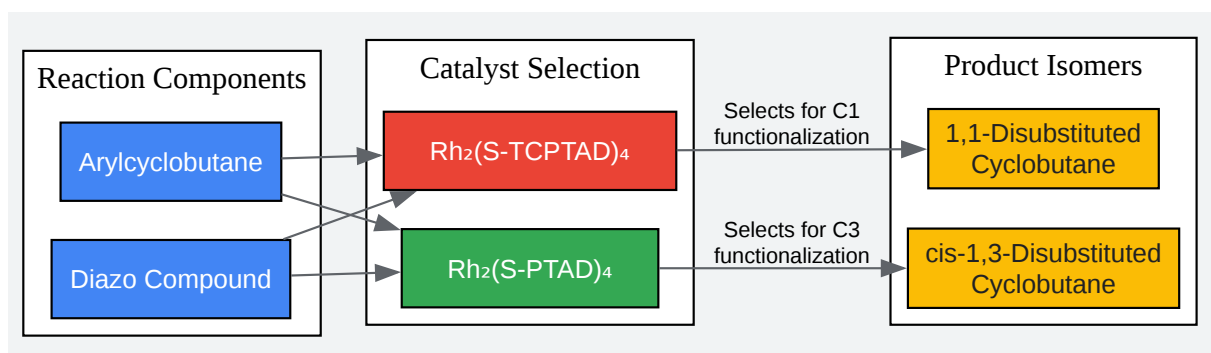 Reaction Components
Arylcyclobutane
Diazo Compound
Catalyst Selection
Rh₂(S-TCPTAD)₄
Rh₂(S-PTAD)₄
Selects for C1
functionalization
Selects for C3
functionalization
Product Isomers
1,1-Disubstituted
Cyclobutane
cis-1,3-Disubstituted
Cyclobutane